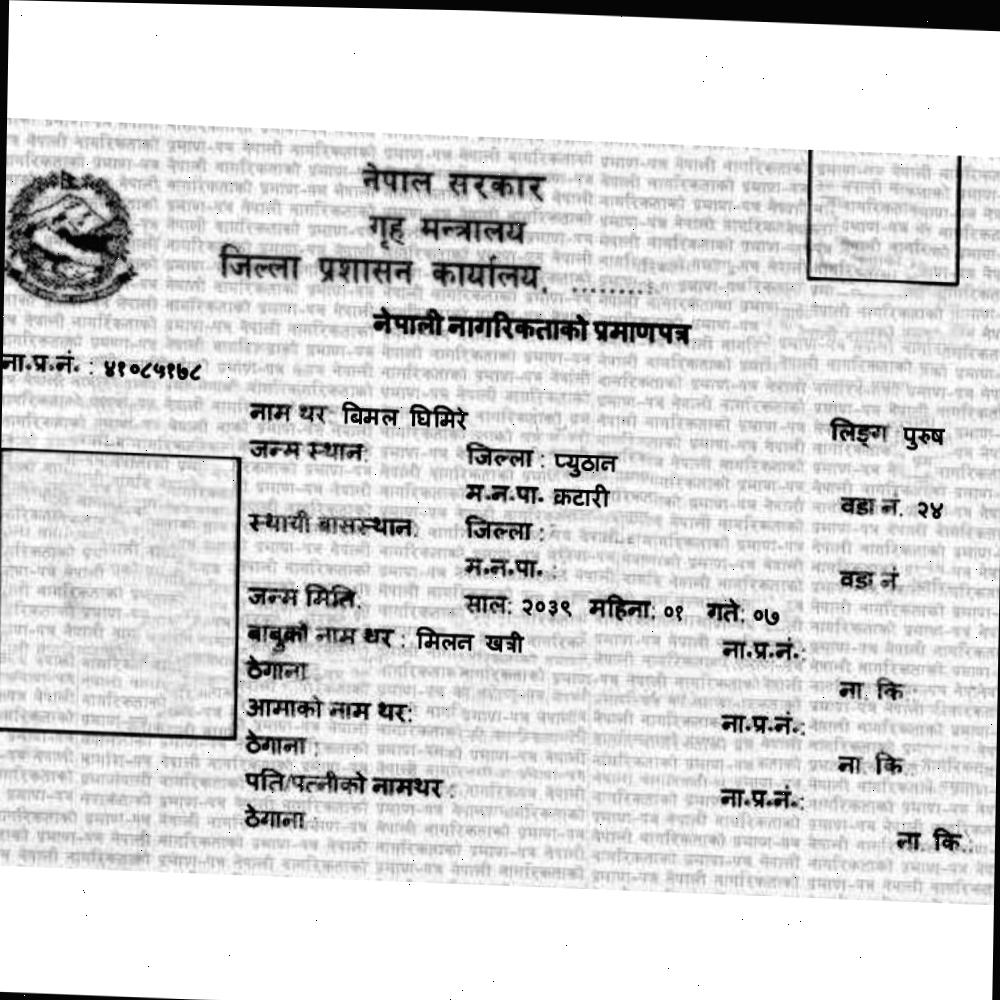 नेपाल सरकार
गृह मन्त्रालय
जिल्ला प्रशासन कार्यालय, .........
नेपाली नागरिकताको प्रमाणपत्र
ना.प्र.नं. : ४१०८५१७८
नाम थर: बिमल घिमिरे लिङ्ग पुरुष
जन्म स्थान: जिल्ला : प्युठान
म.न.पा. कटारी वडा नं. २४
स्थायी बासस्थान: जिल्ला :
म.न.पा. : वडा नं
जन्म मिति: साल: २०३९ महिना: ०१ गते: ०७
बाबुको नाम थर : मिलन खत्री ना.प्र.नं.:
ठेगाना ना. कि :
आमाको नाम थर: ना.प्र.नं.:
ठेगाना : ना. कि :
पति/पत्नीको नामथर : ना.प्र.नं.:
ठेगाना : ना. कि.: